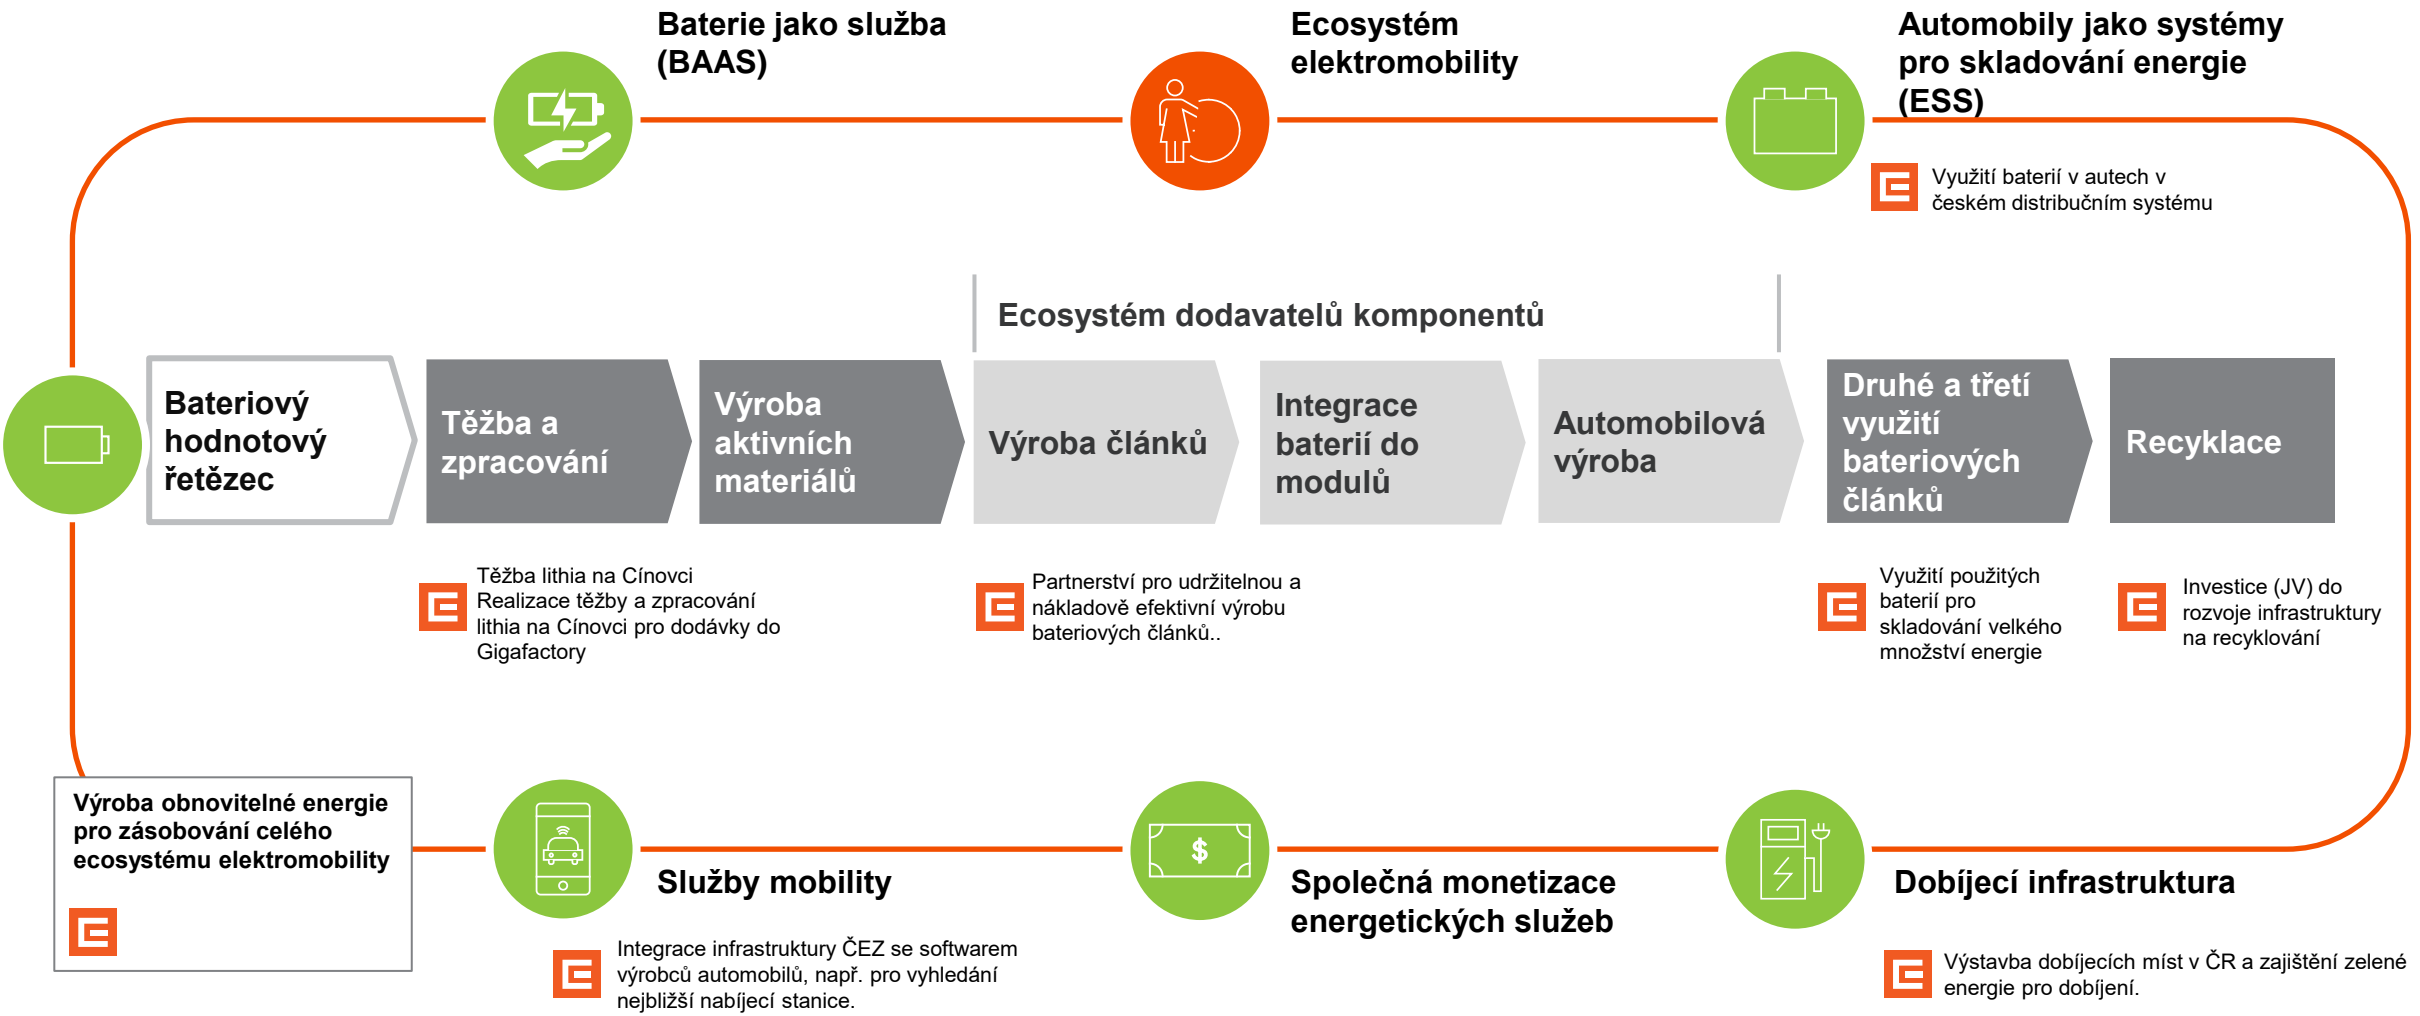 Baterie jako služba
(BAAS)
Ecosystém
elektromobility
Automobily jako systémy
pro skladování energie
(ESS)
Využití baterií v autech v
českém distribučním systému
Ecosystém dodavatelů komponentů
Bateriový
hodnotový
řetězec
Těžba a
zpracování
Výroba
aktivních
materiálů
Výroba článků
Integrace
baterií do
modulů
Automobilová
výroba
Druhé a třetí
využití
bateriových
článků
Recyklace
Těžba lithia na Cínovci
Realizace těžby a zpracování
lithia na Cínovci pro dodávky do
Gigafactory
Partnerství pro udržitelnou a
nákladově efektivní výrobu
bateriových článků..
Využití použitých
baterií pro
skladování velkého
množství energie
Investice (JV) do
rozvoje infrastruktury
na recyklování
Výroba obnovitelné energie
pro zásobování celého
ecosystému elektromobility
Služby mobility
Integrace infrastruktury ČEZ se softwarem
výrobců automobilů, např. pro vyhledání
nejbližší nabíjecí stanice.
$
Společná monetizace
energetických služeb
Dobíjecí infrastruktura
Výstavba dobíjecích míst v ČR a zajištění zelené
energie pro dobíjení.